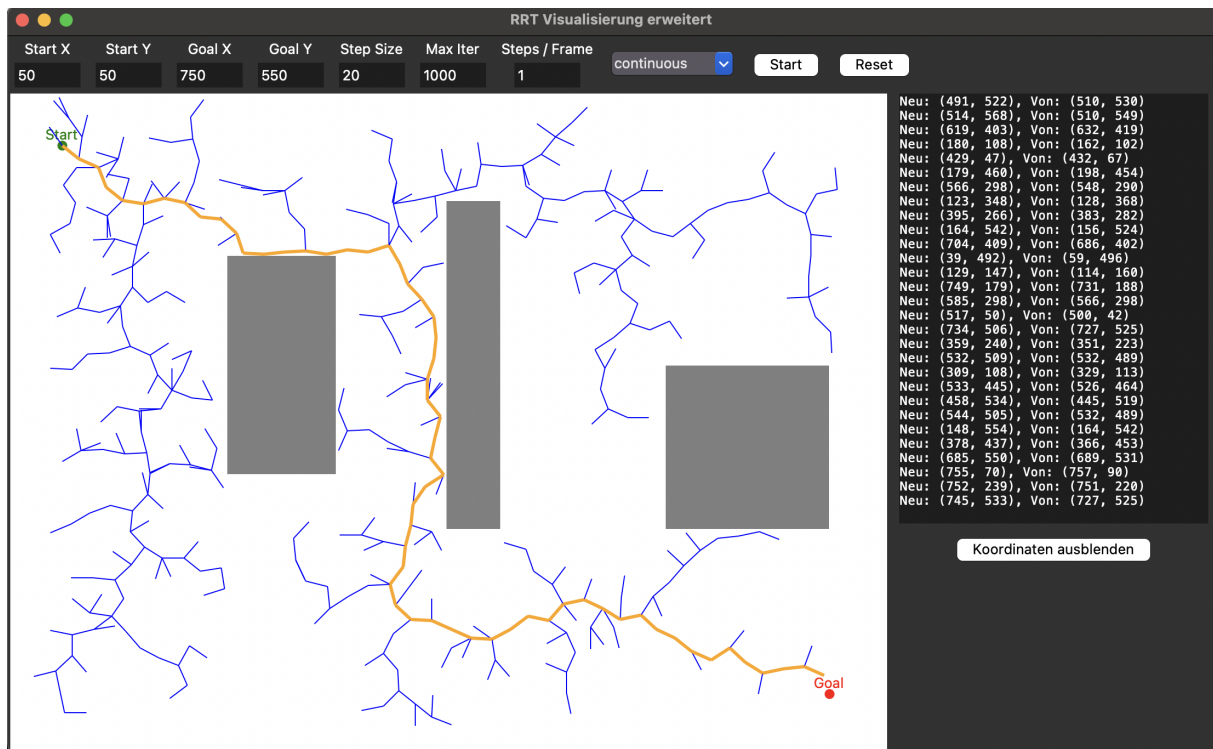 RRT Visualisierung erweitert
Start X Start Y Goal X Goal Y Step Size Max Iter Steps / Frame
50 50 750 550 20 1000 1 continuous Start Reset
Start
Goal
Neu: (491, 522), Von: (510, 530)
Neu: (514, 568), Von: (510, 549)
Neu: (619, 403), Von: (632, 419)
Neu: (180, 108), Von: (162, 102)
Neu: (429, 47), Von: (432, 67)
Neu: (179, 460), Von: (198, 454)
Neu: (566, 298), Von: (548, 290)
Neu: (123, 348), Von: (128, 368)
Neu: (395, 266), Von: (383, 282)
Neu: (164, 542), Von: (156, 524)
Neu: (704, 409), Von: (686, 402)
Neu: (39, 492), Von: (59, 496)
Neu: (129, 147), Von: (114, 160)
Neu: (749, 179), Von: (731, 188)
Neu: (585, 298), Von: (566, 298)
Neu: (517, 50), Von: (500, 42)
Neu: (734, 506), Von: (727, 525)
Neu: (359, 240), Von: (351, 223)
Neu: (532, 509), Von: (532, 489)
Neu: (309, 108), Von: (329, 113)
Neu: (533, 445), Von: (526, 464)
Neu: (458, 534), Von: (445, 519)
Neu: (544, 505), Von: (532, 489)
Neu: (148, 554), Von: (164, 542)
Neu: (378, 437), Von: (366, 453)
Neu: (685, 550), Von: (689, 531)
Neu: (755, 70), Von: (757, 90)
Neu: (752, 239), Von: (751, 220)
Neu: (745, 533), Von: (727, 525)
Koordinaten ausblenden